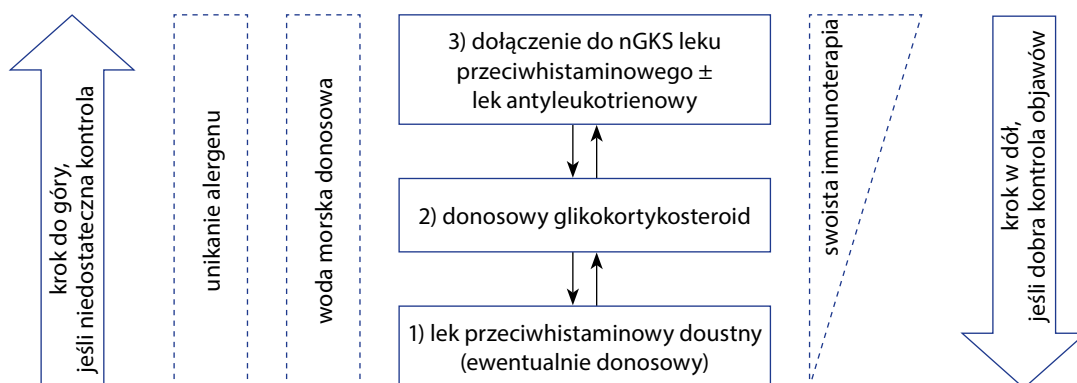 krok do góry,
jeśli niedostateczna kontrola
unikanie alergenu
woda morska donosowa
3) dołączenie do nGKS leku
przeciwhistaminowego ±
lek antyleukotrienowy
2) donosowy glikokortykosteroid
1) lek przeciwhistaminowy doustny
(ewentualnie donosowy)
swoista immunoterapia
krok w dół,
jeśli dobra kontrola objawów